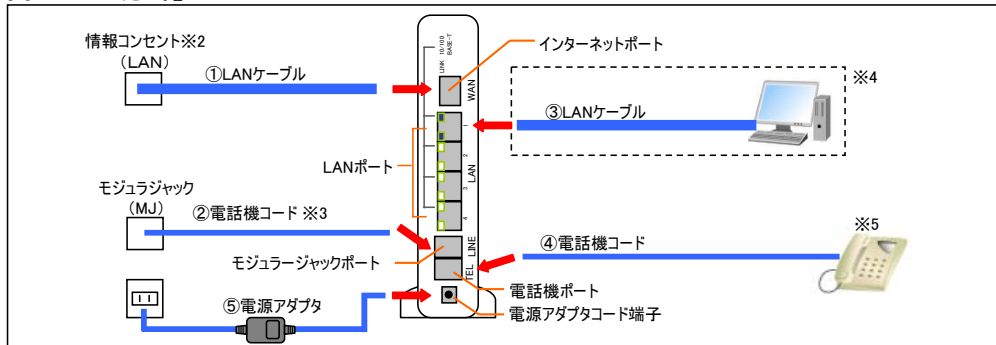 情報コンセント※2
(LAN)
①LANケーブル
LINK 10/100
BASE-T
WAN
インターネットポート
※4
③LANケーブル
1
2
3
4
LAN
LANポート
モジュラジャック
(MJ)
②電話機コード ※3
LINE
TEL
モジュラージャックポート
④電話機コード
※5
電話機ポート
電源アダプタコード端子
⑤電源アダプタ